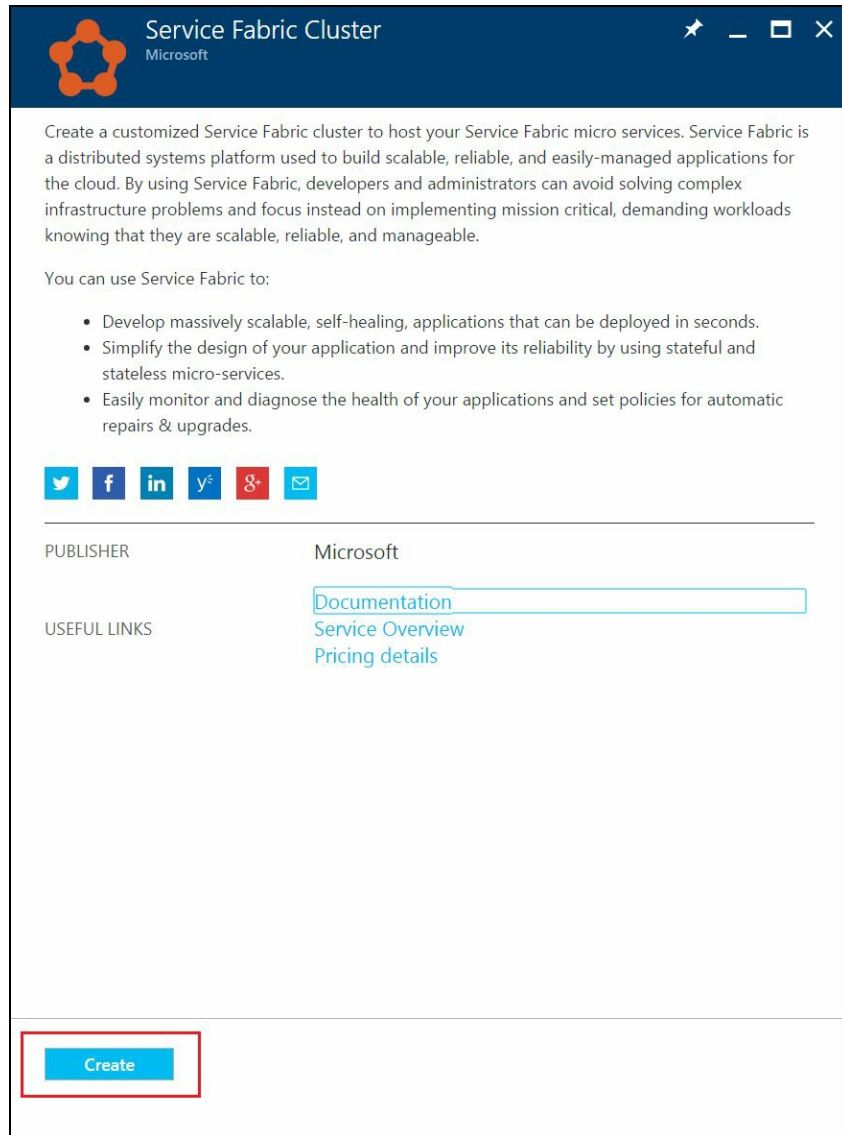 Service Fabric Cluster
Microsoft
Create a customized Service Fabric cluster to host your Service Fabric micro services. Service Fabric is
a distributed systems platform used to build scalable, reliable, and easily-managed applications for
the cloud. By using Service Fabric, developers and administrators can avoid solving complex
infrastructure problems and focus instead on implementing mission critical, demanding workloads
knowing that they are scalable, reliable, and manageable.
You can use Service Fabric to:
• Develop massively scalable, self-healing, applications that can be deployed in seconds.
• Simplify the design of your application and improve its reliability by using stateful and
stateless micro-services.
• Easily monitor and diagnose the health of your applications and set policies for automatic
repairs & upgrades.
f in y 8+
PUBLISHER Microsoft
Documentation
USEFUL LINKS Service Overview
Pricing details
Create